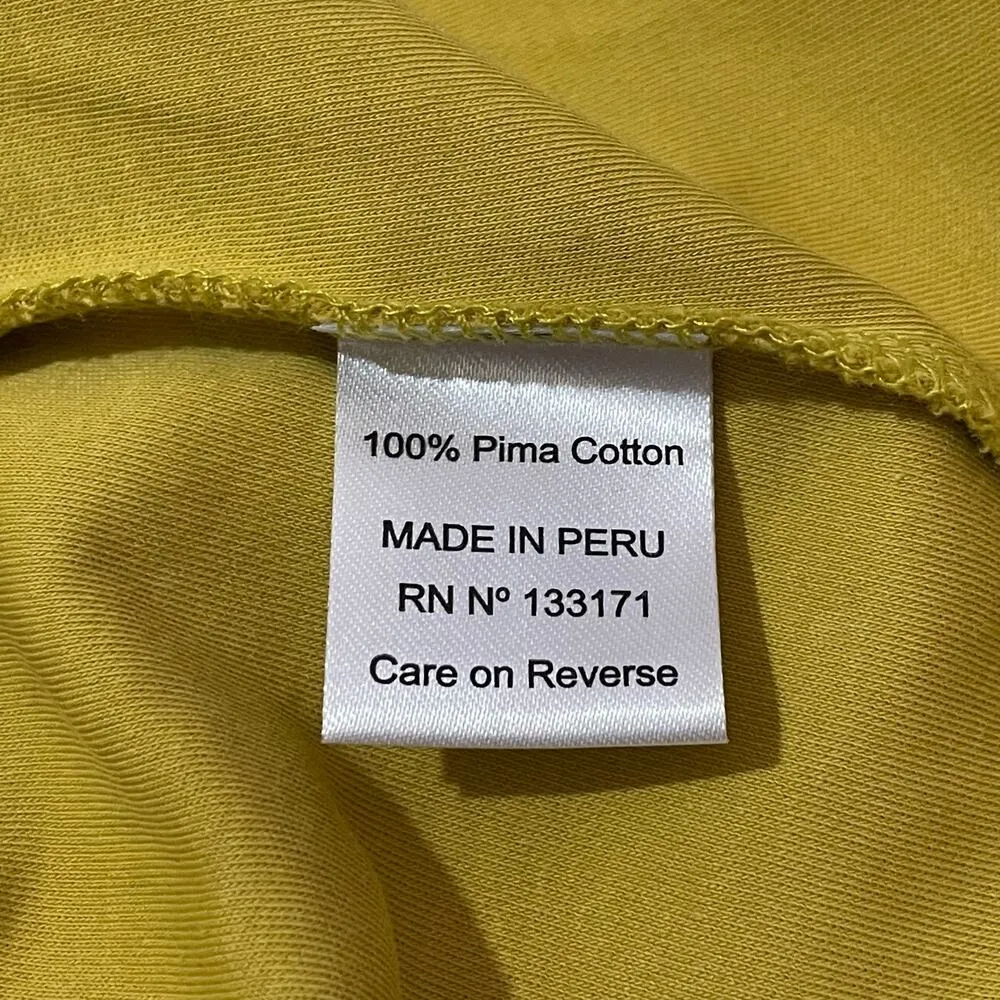 100% Pima Cotton
MADE IN PERU
RN Nº 133171
Care on Reverse